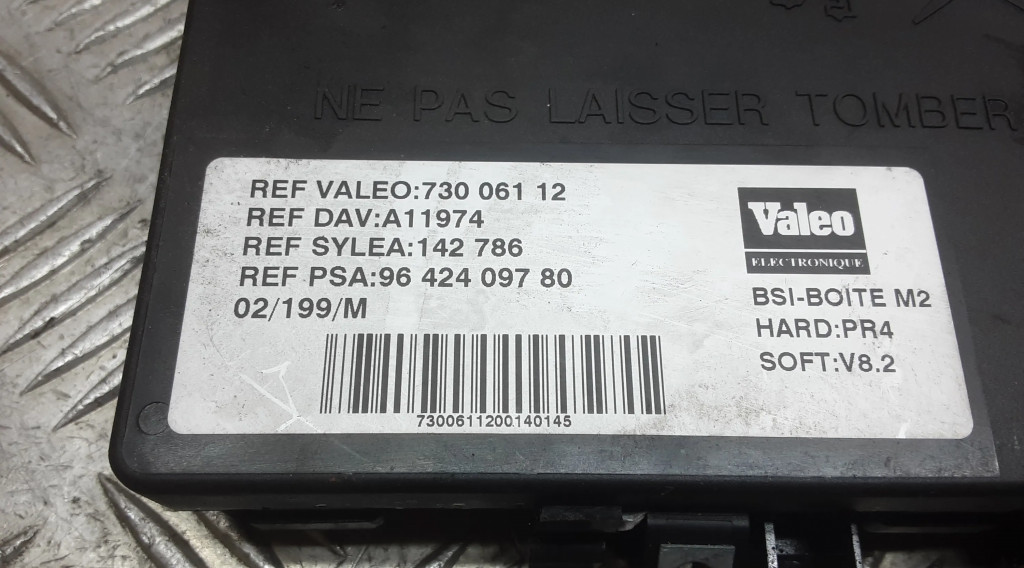 NE PAS LAISSER TOMBER
REF VALEO:730 061 12
REF DAV:A11974
REF SYLEA:142 786
REF PSA:96 424 097 80
02/199/M
7300611200140145
Valeo
ELECTRONIQUE
BSI-BOITE M2
HARD:PR4
SOFT:V8.2